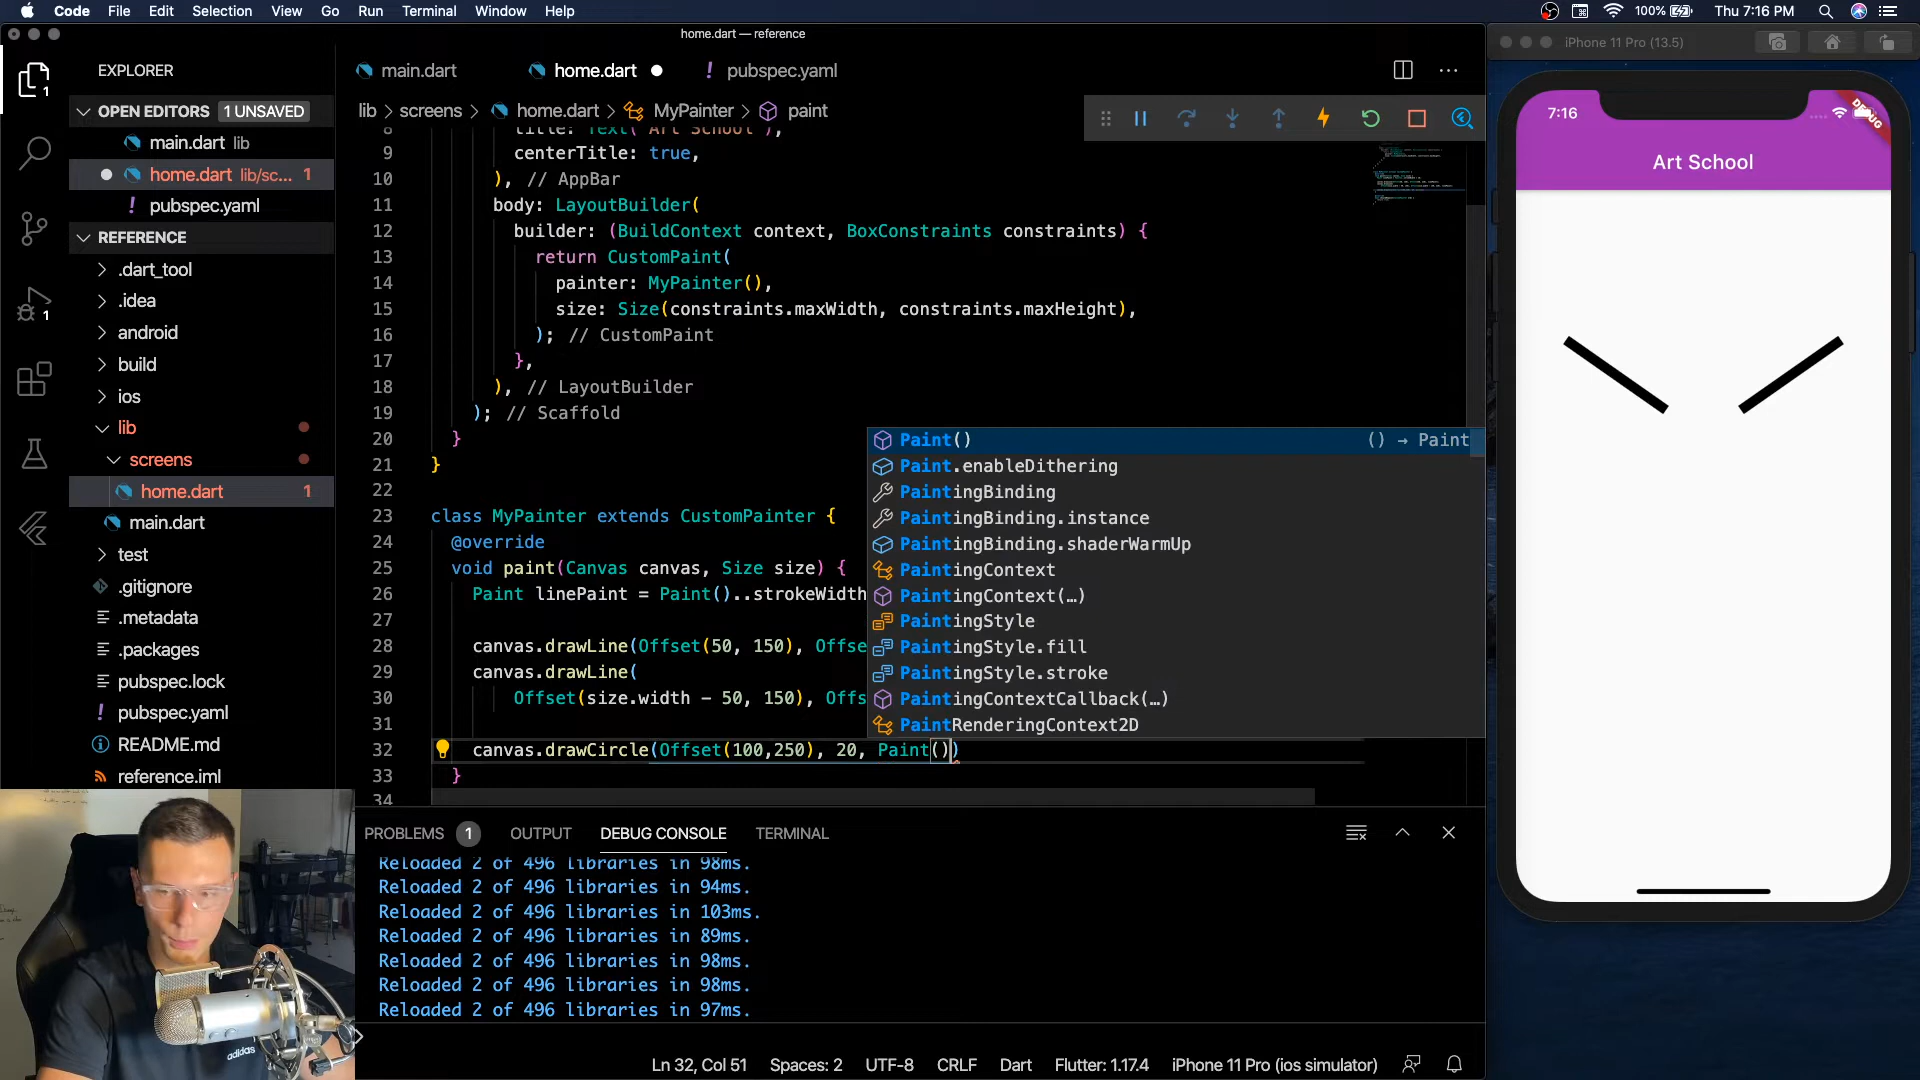 Code File Edit Selection View Go Run Terminal Window Help
100% Thu 7:16 PM
home.dart — reference
iPhone 11 Pro (13.5)
EXPLORER
main.dart
home.dart
! pubspec.yaml
OPEN EDITORS 1 UNSAVED
main.dart lib
home.dart lib/sc... 1
! pubspec.yaml
REFERENCE
.dart_tool
.idea
android
build
ios
lib
screens
home.dart 1
main.dart
test
.gitignore
.metadata
.packages
pubspec.lock
! pubspec.yaml
README.md
reference.iml
1
1
lib > screens > home.dart > MyPainter > paint
8 title: Text('Art School'),
9 centerTitle: true,
10 ), // AppBar
11 body: LayoutBuilder(
12 builder: (BuildContext context, BoxConstraints constraints) {
13 return CustomPaint(
14 painter: MyPainter(),
15 size: Size(constraints.maxWidth, constraints.maxHeight),
16 ); // CustomPaint
17 },
18 ), // LayoutBuilder
19 ); // Scaffold
20 }
21 }
22
23 class MyPainter extends CustomPainter {
24 @override
25 void paint(Canvas canvas, Size size) {
26 Paint linePaint = Paint()..strokeWidth
27
28 canvas.drawLine(Offset(50, 150), Offse
29 canvas.drawLine(
30 Offset(size.width - 50, 150), Offs
31
32 canvas.drawCircle(Offset(100,250), 20, Paint())
33 }
34
Paint() () → Paint
Paint.enableDithering
PaintingBinding
PaintingBinding.instance
PaintingBinding.shaderWarmUp
PaintingContext
PaintingContext(…)
PaintingStyle
PaintingStyle.fill
PaintingStyle.stroke
PaintingContextCallback(…)
PaintRenderingContext2D
PROBLEMS 1 OUTPUT DEBUG CONSOLE TERMINAL
Reloaded 2 of 496 libraries in 98ms.
Reloaded 2 of 496 libraries in 94ms.
Reloaded 2 of 496 libraries in 103ms.
Reloaded 2 of 496 libraries in 89ms.
Reloaded 2 of 496 libraries in 98ms.
Reloaded 2 of 496 libraries in 98ms.
Reloaded 2 of 496 libraries in 97ms.
Ln 32, Col 51 Spaces: 2 UTF-8 CRLF Dart Flutter: 1.17.4 iPhone 11 Pro (ios simulator)
7:16
DEBUG
Art School
adidas